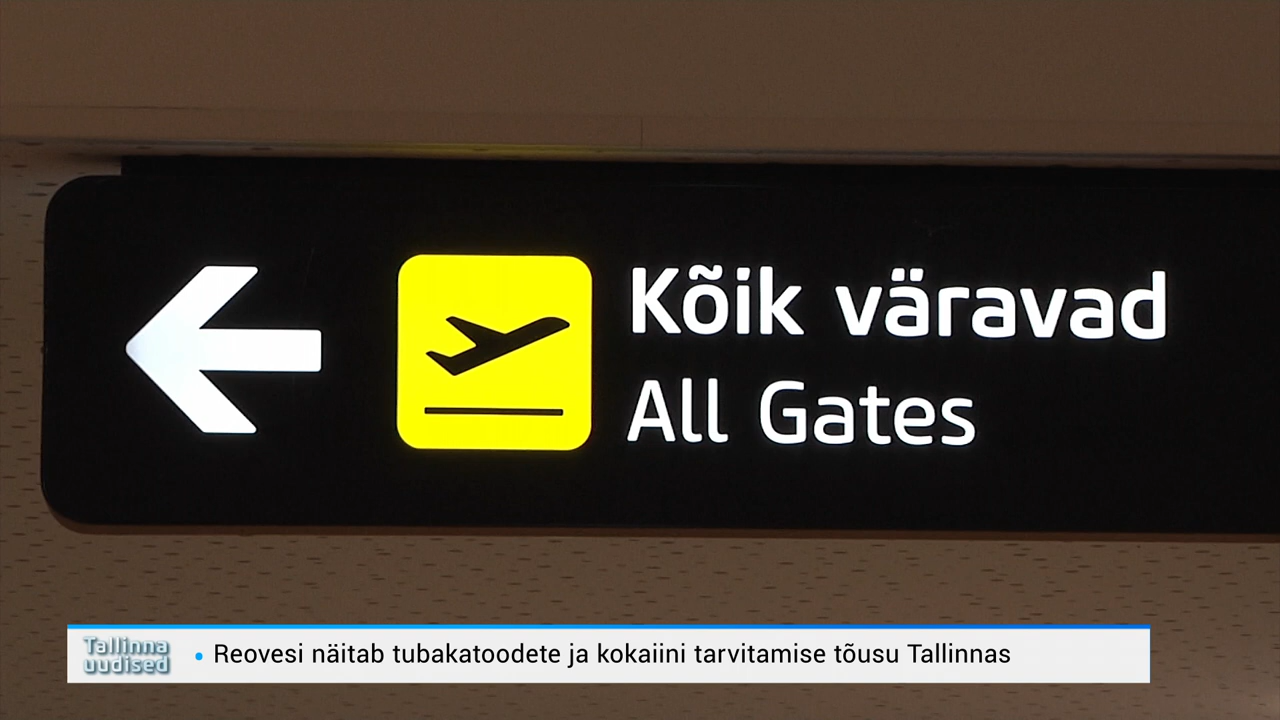 Kõik väravad
All Gates
Tallinna
uudised
• Reovesi näitab tubakatoodete ja kokaiini tarvitamise tõusu Tallinnas